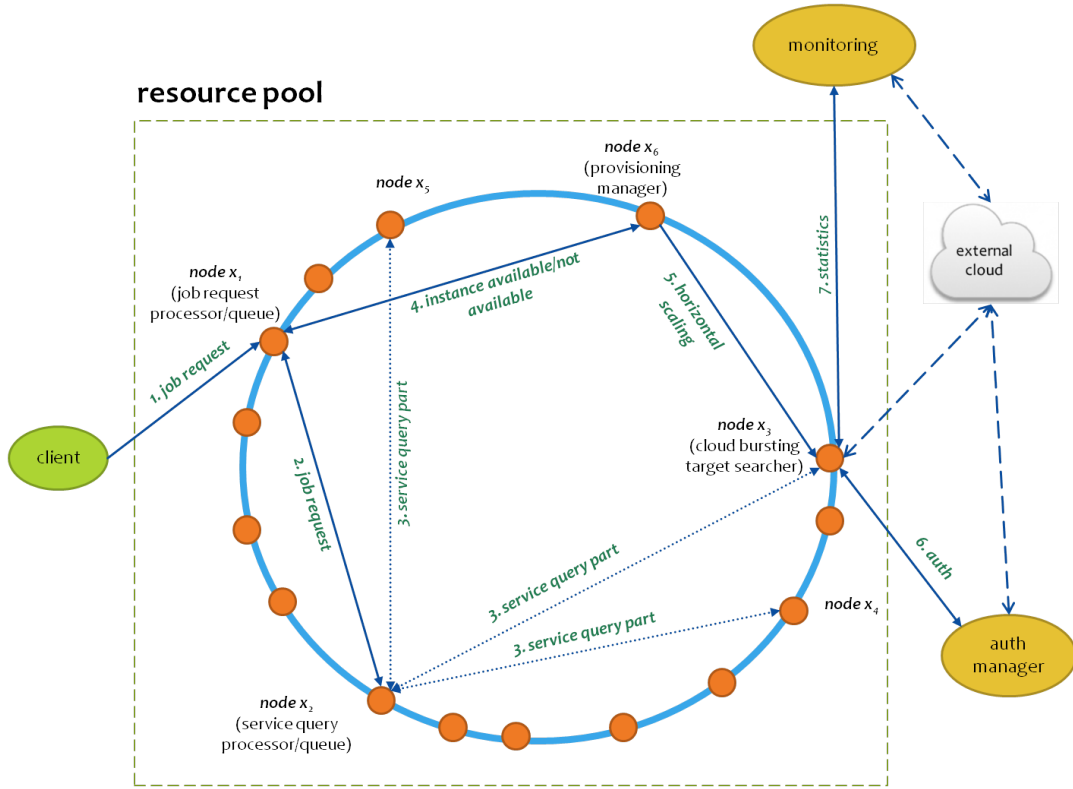 monitoring
resource pool
node x₆
(provisioning
manager)
node x₅
node x₁
(job request
processor/queue)
4. instance available/not
available
5. horizontal
scaling
7. statistics
external
cloud
1. job request
client
2. job request
3. service query part
node x₃
(cloud bursting
target searcher)
3. service query part
3. service query part
6. auth
node x₄
auth
manager
node x₂
(service query
processor/queue)